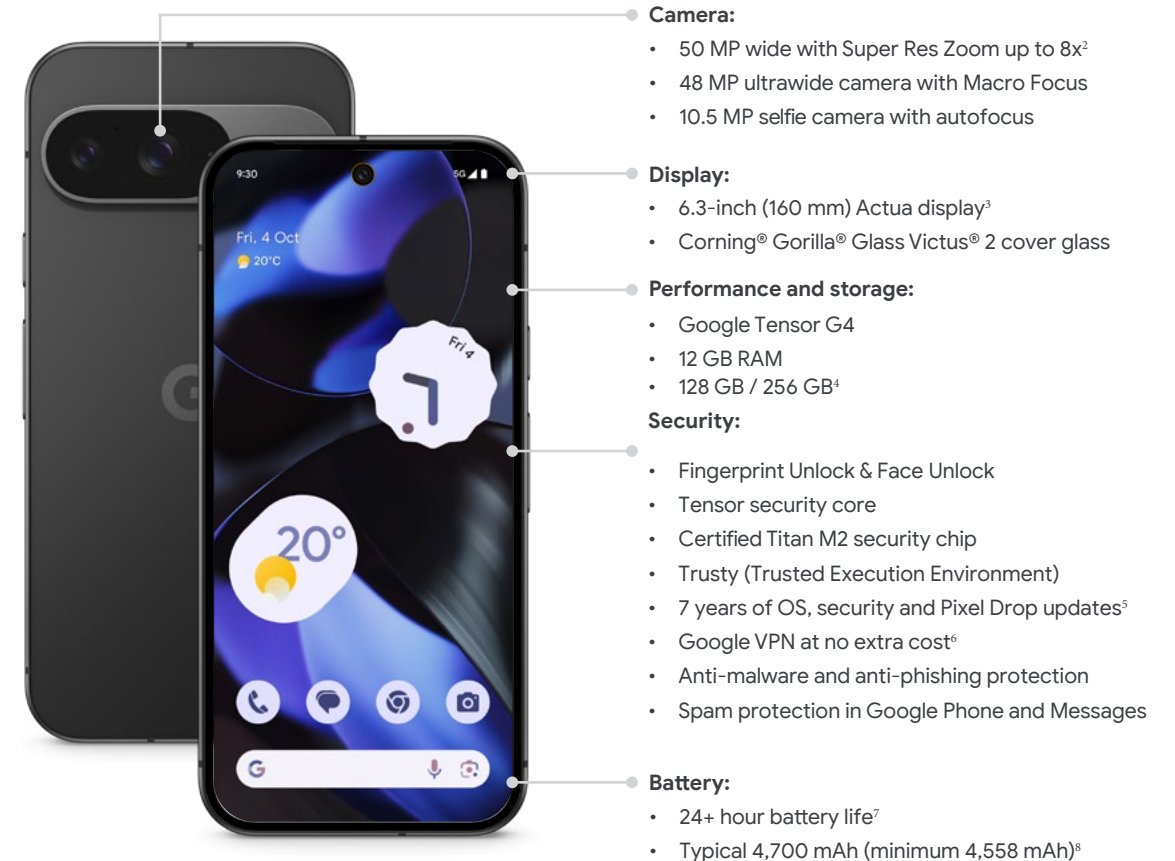 Camera:
• 50 MP wide with Super Res Zoom up to 8x²
• 48 MP ultrawide camera with Macro Focus
• 10.5 MP selfie camera with autofocus
Display:
• 6.3-inch (160 mm) Actua display³
• Corning® Gorilla® Glass Victus® 2 cover glass
Performance and storage:
• Google Tensor G4
• 12 GB RAM
• 128 GB / 256 GB⁴
Security:
• Fingerprint Unlock & Face Unlock
• Tensor security core
• Certified Titan M2 security chip
• Trusty (Trusted Execution Environment)
• 7 years of OS, security and Pixel Drop updates⁵
• Google VPN at no extra cost⁶
• Anti-malware and anti-phishing protection
• Spam protection in Google Phone and Messages
Battery:
• 24+ hour battery life⁷
• Typical 4,700 mAh (minimum 4,558 mAh)⁸
9:30
5G
Fri, 4 Oct
20°C
Fri 4
20°
G
G